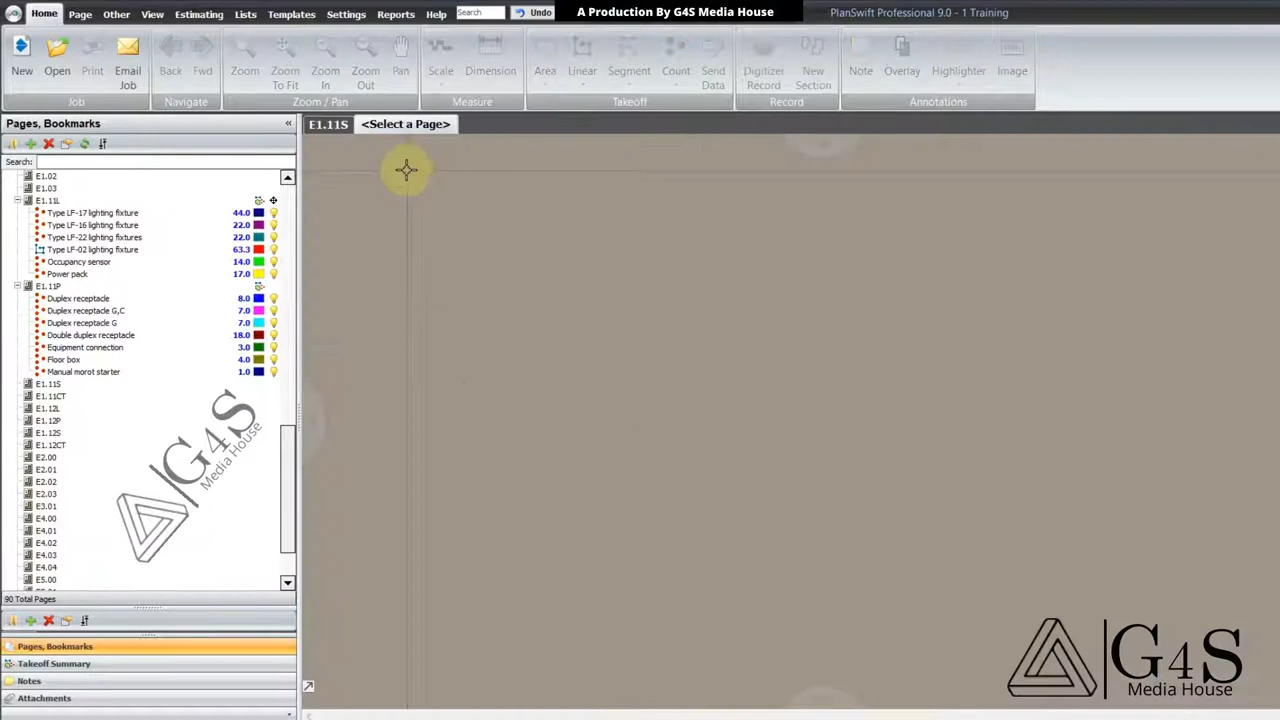 Home Page Other View Estimating Lists Templates Settings Reports Help Search Undo
A Production By G4S Media House
PlanSwift Professional 9.0 - 1 Training
New Open Print Email Job Back Fwd Zoom Zoom To Fit Zoom In Zoom Out Pan Scale Dimension Area Linear Segment Count Send Data Digitizer Record New Section Note Overlay Highlighter Image
Job Navigate Zoom / Pan Measure Takeoff Record Annotations
Pages, Bookmarks «
E1.11S <Select a Page>
Search:
E1.02
E1.03
E1.11L
Type LF-17 lighting fixture 44.0
Type LF-16 lighting fixture 22.0
Type LF-22 lighting fixtures 22.0
Type LF-02 lighting fixture 63.3
Occupancy sensor 14.0
Power pack 17.0
E1.11P
Duplex receptacle 8.0
Duplex receptacle G,C 7.0
Duplex receptacle G 7.0
Double duplex receptacle 18.0
Equipment connection 3.0
Floor box 4.0
Manual morot starter 1.0
E1.11S
E1.11CT
E1.12L
E1.12P
E1.12S
E1.12CT
E2.00
E2.01
E2.02
E2.03
E3.01
E4.00
E4.01
E4.02
E4.03
E4.04
E5.00
90 Total Pages
Pages, Bookmarks
Takeoff Summary
Notes
Attachments
G4S
Media House
G4S
Media House